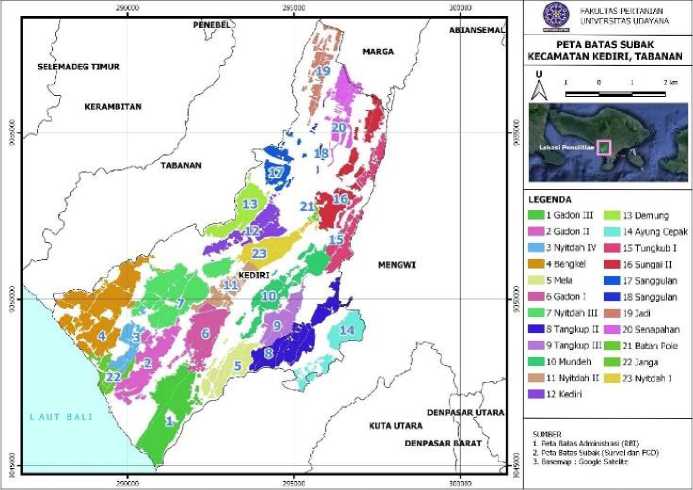 290000 295000 300000
PENEBEL
ABIANSEMAL
MARGA
SELEMADEG TIMUR
KERAMBITAN
TABANAN
MENGWI
KEDIRI
LAUT BALI
KUTA UTARA
DENPASAR UTARA
DENPASAR BARAT
19
20
18
17
16
21
13
12
15
23
11
10
7
9
6
4
3
2
8
14
5
22
1
290000 295000 300000
FAKULTAS PERTANIAN
UNIVERSITAS UDAYANA
PETA BATAS SUBAK
KECAMATAN KEDIRI, TABANAN
U
1 0 1 2 km
Lokasi Penelitian
LEGENDA
1 Gadon III
2 Gadon II
3 Nyitdah IV
4 Bengkel
5 Mela
6 Gadon I
7 Nyitdah III
8 Tangkup II
9 Tangkup III
10 Mundeh
11 Nyitdah II
12 Kediri
13 Demung
14 Ayung Cepak
15 Tungkub I
16 Sungai II
17 Sanggulan
18 Sanggulan
19 Jadi
20 Senapahan
21 Batan Pole
22 Janga
23 Nyitdah I
SUMBER
1. Peta Batas Administrasi (RBI)
2. Peta Batas Subak (Survei dan FGD)
3. Basemap : Google Satelite